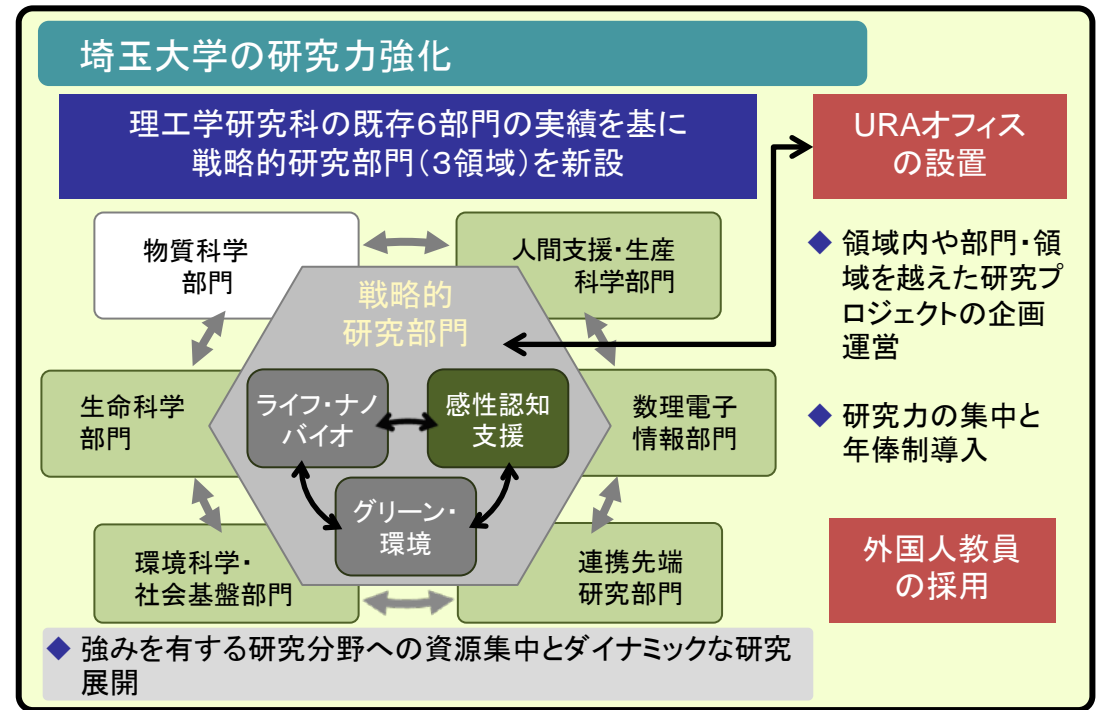 埼玉大学の研究力強化
理工学研究科の既存6部門の実績を基に
戦略的研究部門(3領域)を新設
URAオフィス
の設置
物質科学
部門
人間支援・生産
科学部門
戦略的
研究部門
生命科学
部門
ライフ・ナノ
バイオ
感性認知
支援
数理電子
情報部門
グリーン・
環境
環境科学・
社会基盤部門
連携先端
研究部門
◆ 領域内や部門・領
域を越えた研究プ
ロジェクトの企画
運営
◆ 研究力の集中と
年俸制導入
外国人教員
の採用
◆ 強みを有する研究分野への資源集中とダイナミックな研究
展開